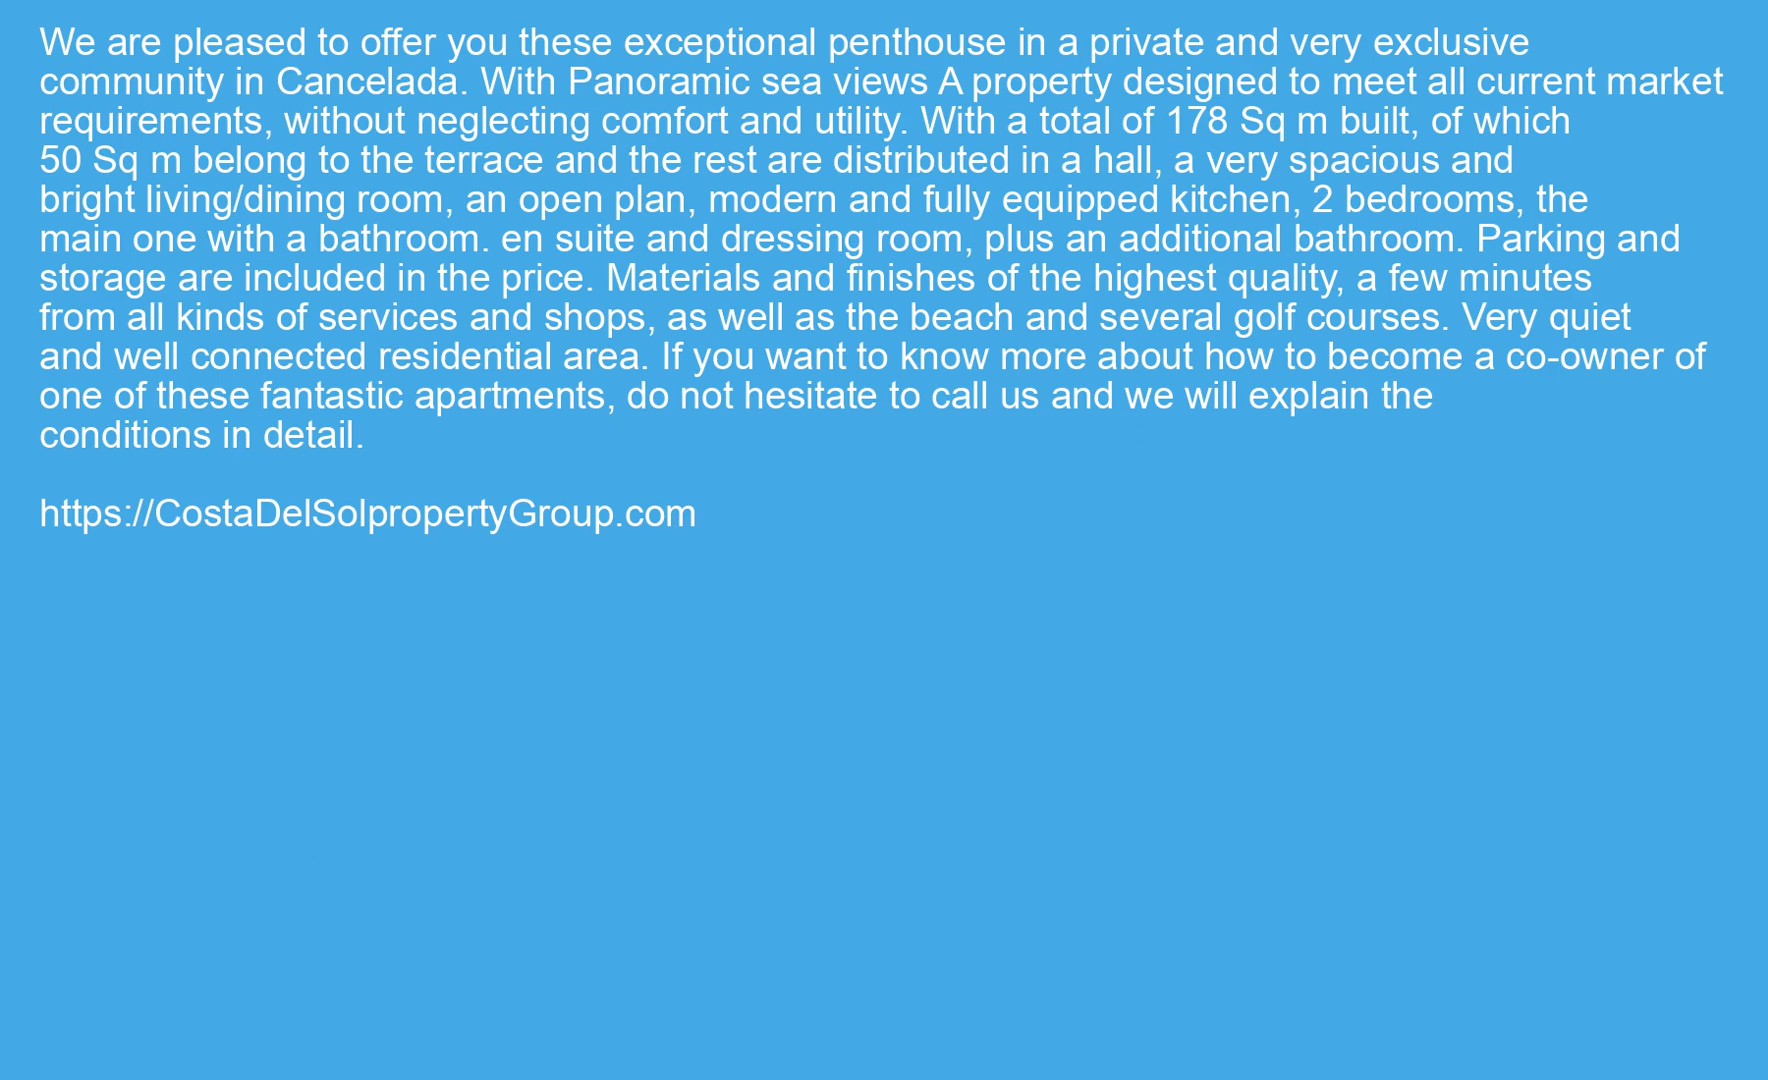 We are pleased to offer you these exceptional penthouse in a private and very exclusive
community in Cancelada. With Panoramic sea views A property designed to meet all current market
requirements, without neglecting comfort and utility. With a total of 178 Sq m built, of which
50 Sq m belong to the terrace and the rest are distributed in a hall, a very spacious and
bright living/dining room, an open plan, modern and fully equipped kitchen, 2 bedrooms, the
main one with a bathroom. en suite and dressing room, plus an additional bathroom. Parking and
storage are included in the price. Materials and finishes of the highest quality, a few minutes
from all kinds of services and shops, as well as the beach and several golf courses. Very quiet
and well connected residential area. If you want to know more about how to become a co-owner of
one of these fantastic apartments, do not hesitate to call us and we will explain the
conditions in detail.
https://CostaDelSolpropertyGroup.com